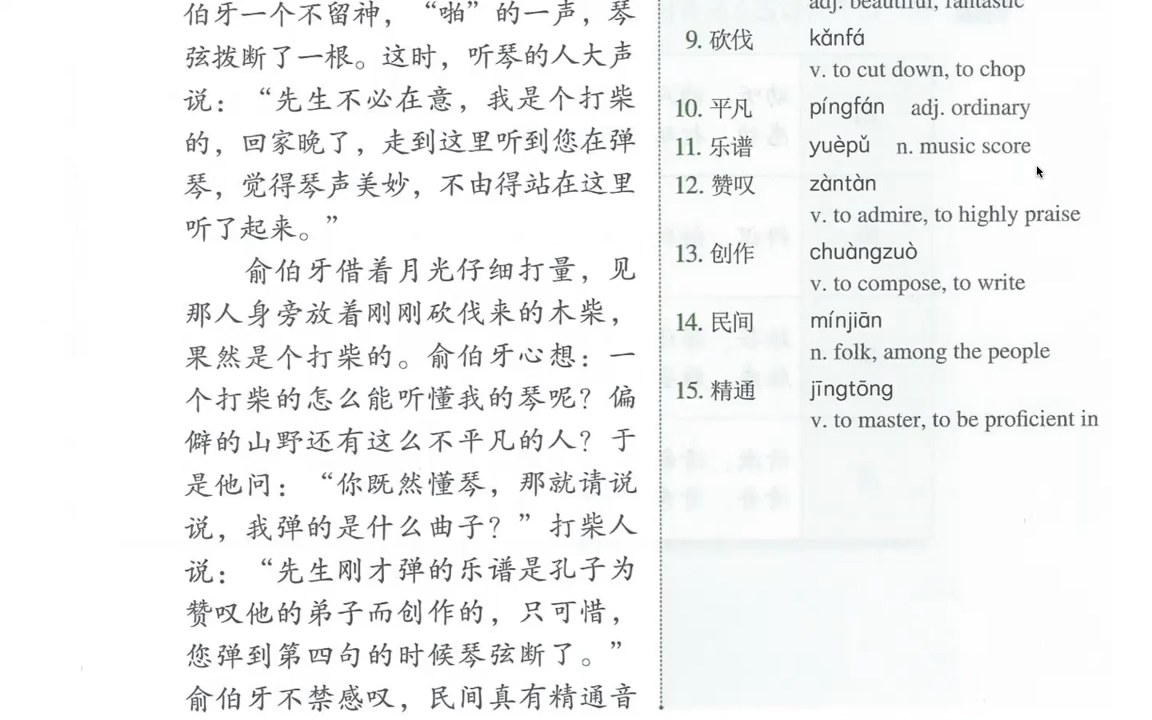 伯牙一个不留神，“啪”的一声，琴
弦拨断了一根。这时，听琴的人大声
说：“先生不必在意，我是个打柴
的，回家晚了，走到这里听到您在弹
琴，觉得琴声美妙，不由得站在这里
听了起来。”
俞伯牙借着月光仔细打量，见
那人身旁放着刚刚砍伐来的木柴，
果然是个打柴的。俞伯牙心想：一
个打柴的怎么能听懂我的琴呢？偏
僻的山野还有这么不平凡的人？于
是他问：“你既然懂琴，那就请说
说，我弹的是什么曲子？”打柴人
说：“先生刚才弹的乐谱是孔子为
赞叹他的弟子而创作的，只可惜，
您弹到第四句的时候琴弦断了。”
俞伯牙不禁感叹，民间真有精通音
adj. beautiful, fantastic
9. 砍伐 kǎnfá
v. to cut down, to chop
10. 平凡 píngfán adj. ordinary
11. 乐谱 yuèpǔ n. music score
12. 赞叹 zàntàn
v. to admire, to highly praise
13. 创作 chuàngzuò
v. to compose, to write
14. 民间 mínjiān
n. folk, among the people
15. 精通 jīngtōng
v. to master, to be proficient in